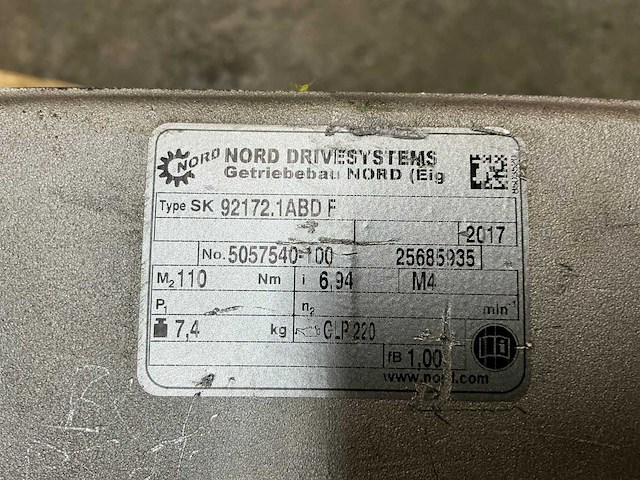 NORD NORD DRIVESYSTEMS
Getriebebau NORD (Eig
Type SK 92172.1ABD F
2017
No. 5057540-100 25685935
M2 110 Nm i 6,94 M4
P1 n2 min-1
7,4 kg CLP 220
fB 1,00
www.nord.com